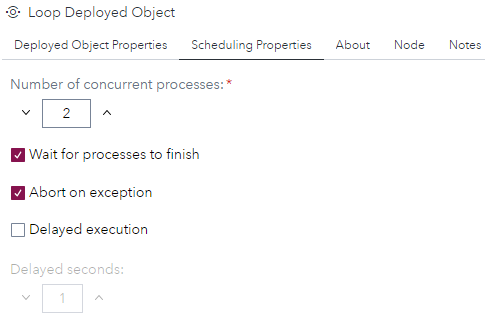 Loop Deployed Object
Deployed Object Properties Scheduling Properties About Node Notes
Number of concurrent processes:*
2
Wait for processes to finish
Abort on exception
Delayed execution
Delayed seconds:
1